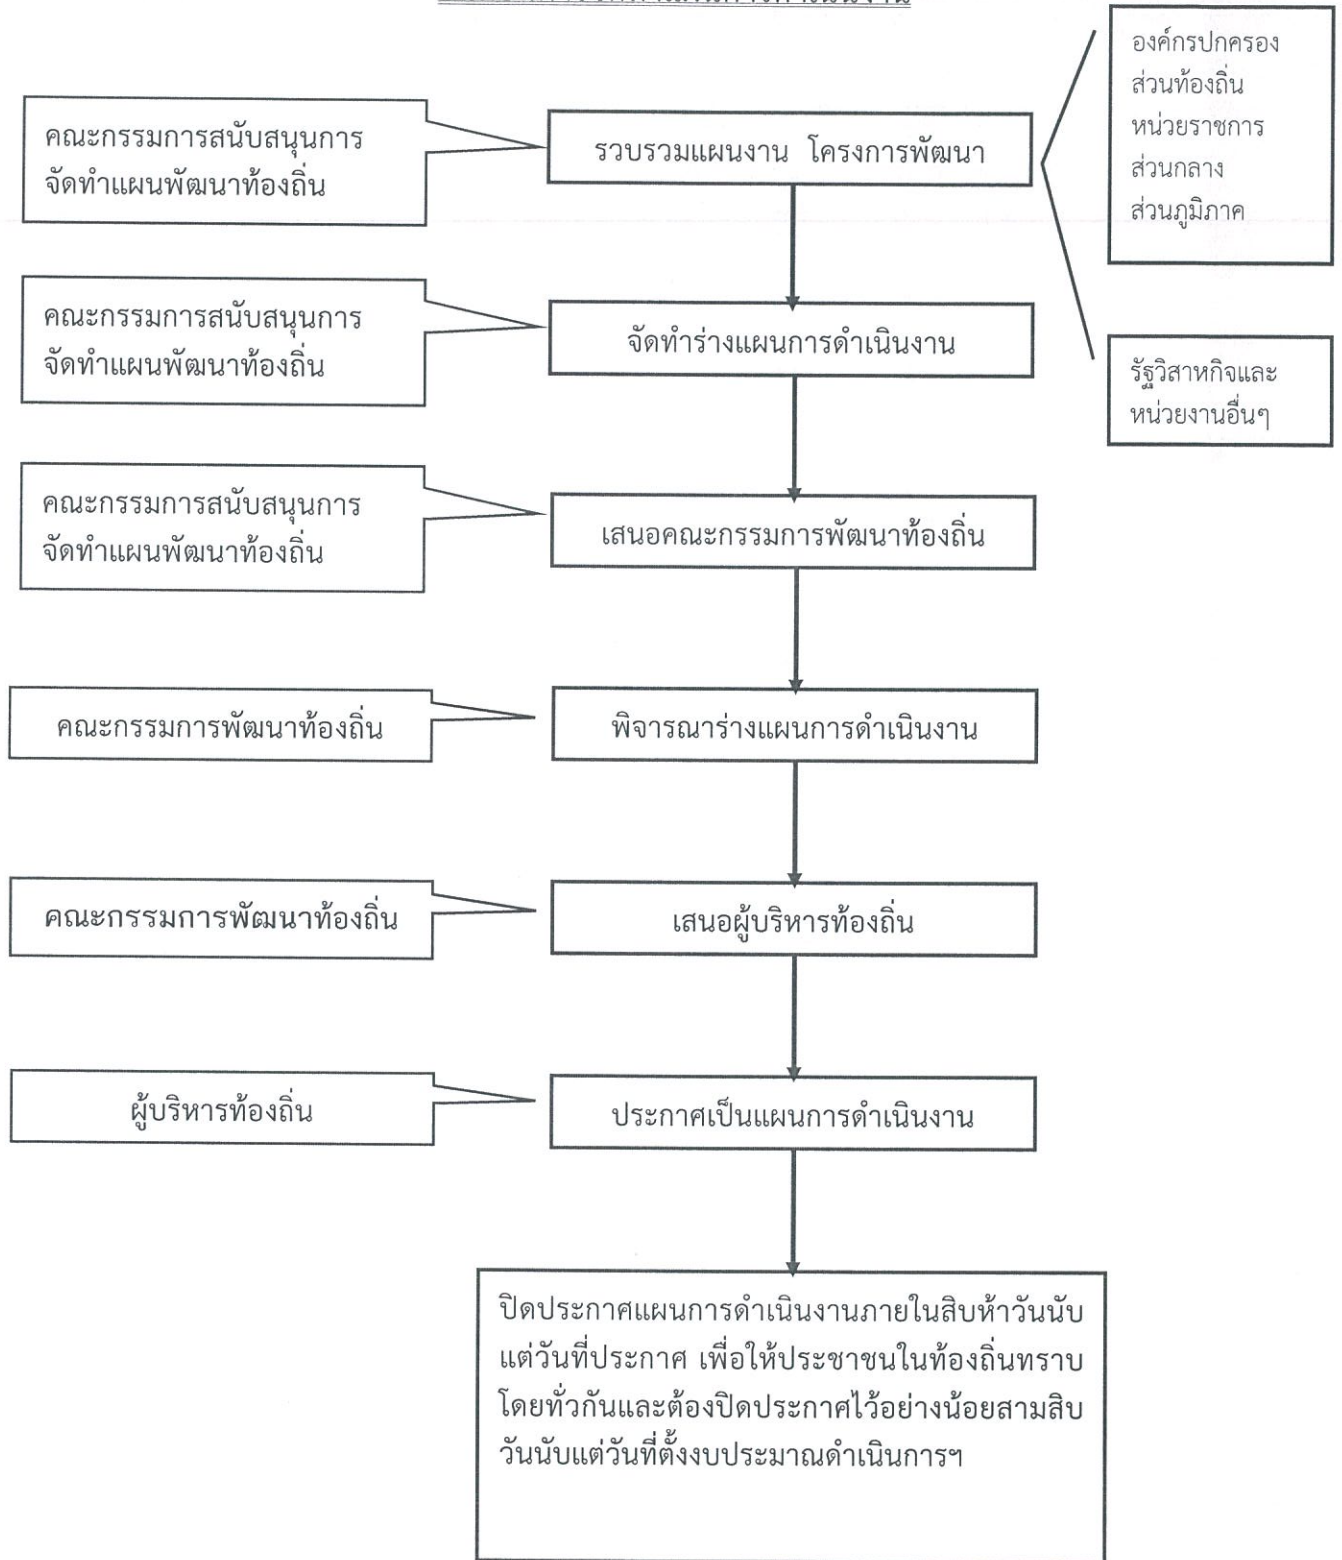 องค์กรปกครอง
ส่วนท้องถิ่น
หน่วยราชการ
ส่วนกลาง
ส่วนภูมิภาค
คณะกรรมการสนับสนุนการ
จัดทำแผนพัฒนาท้องถิ่น
รวบรวมแผนงาน โครงการพัฒนา
คณะกรรมการสนับสนุนการ
จัดทำแผนพัฒนาท้องถิ่น
จัดทำร่างแผนการดำเนินงาน
รัฐวิสาหกิจและ
หน่วยงานอื่นๆ
คณะกรรมการสนับสนุนการ
จัดทำแผนพัฒนาท้องถิ่น
เสนอคณะกรรมการพัฒนาท้องถิ่น
คณะกรรมการพัฒนาท้องถิ่น
พิจารณาร่างแผนการดำเนินงาน
คณะกรรมการพัฒนาท้องถิ่น
เสนอผู้บริหารท้องถิ่น
ผู้บริหารท้องถิ่น
ประกาศเป็นแผนการดำเนินงาน
ปิดประกาศแผนการดำเนินงานภายในสิบห้าวันนับ
แต่วันที่ประกาศ เพื่อให้ประชาชนในท้องถิ่นทราบ
โดยทั่วกันและต้องปิดประกาศไว้อย่างน้อยสามสิบ
วันนับแต่วันที่ตั้งงบประมาณดำเนินการฯ